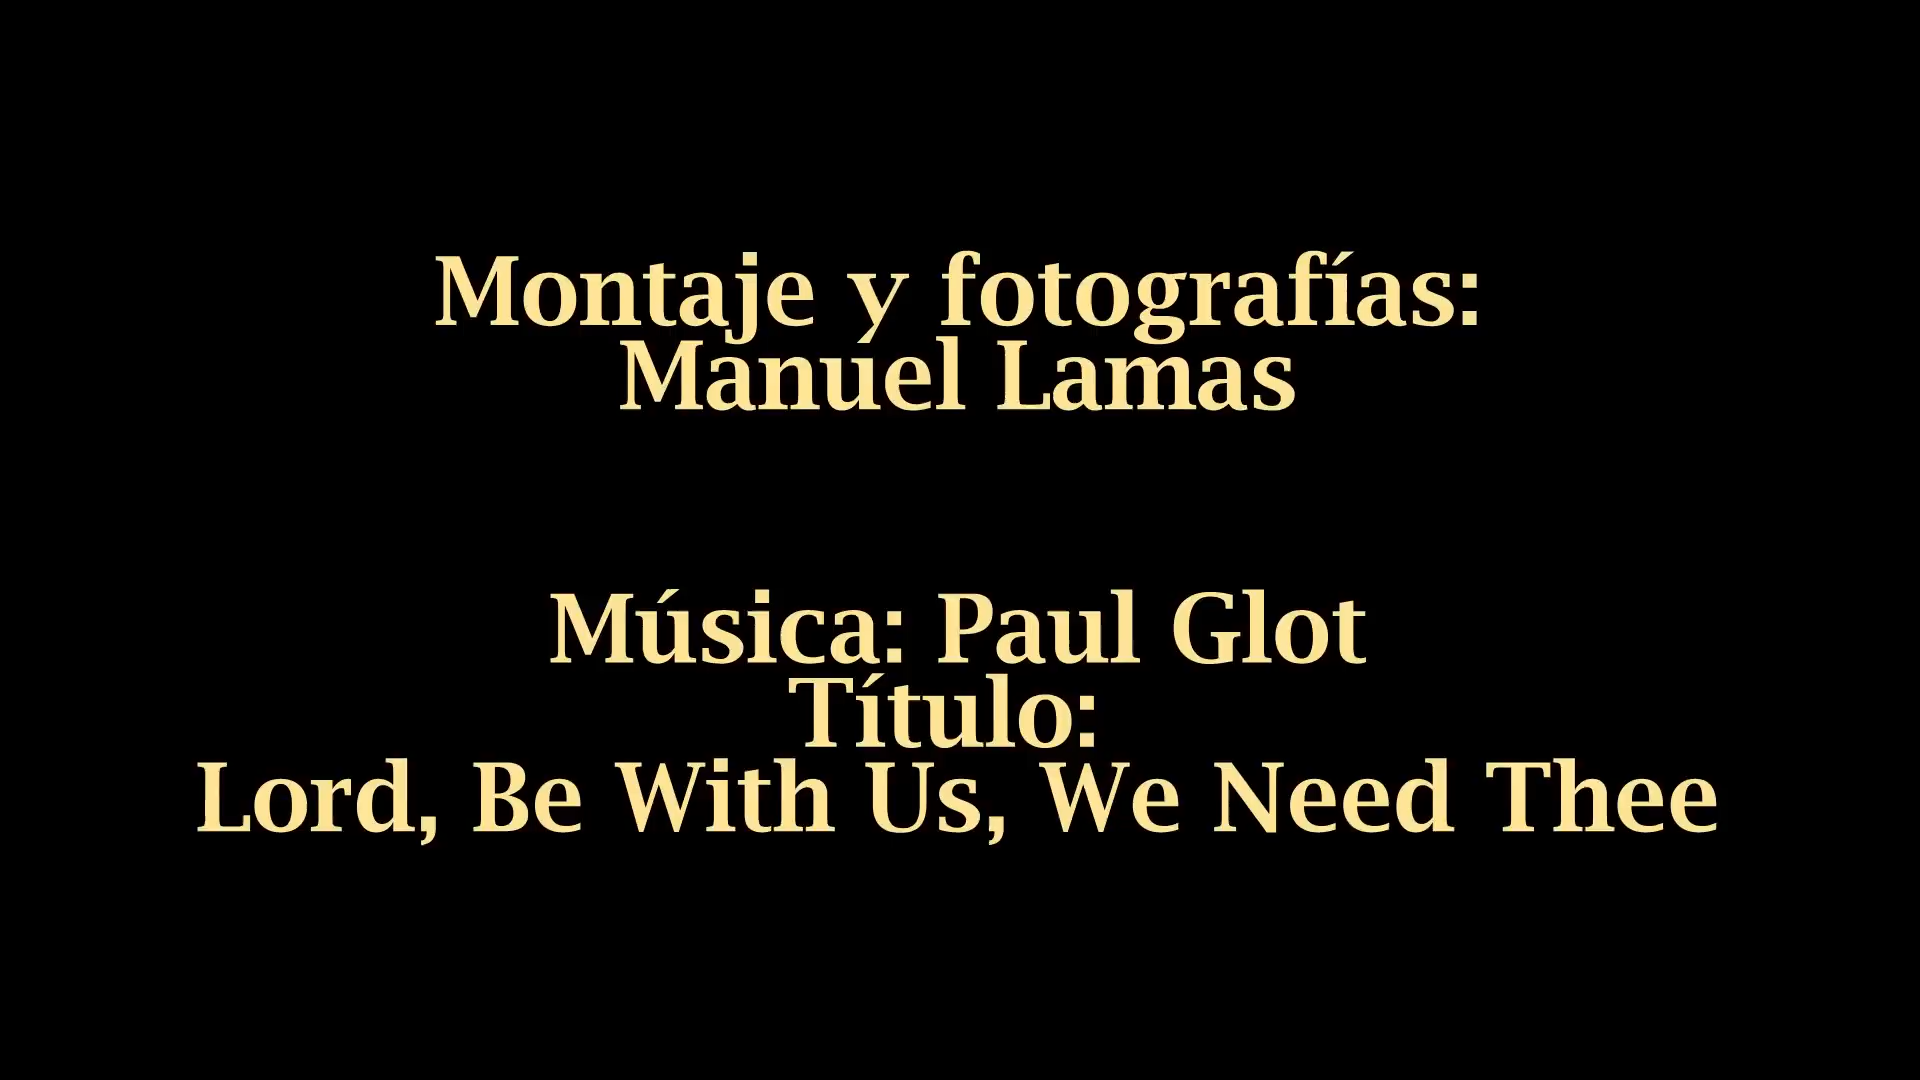 Montaje y fotografías:
Manuel Lamas
Música: Paul Glot
Título:
Lord, Be With Us, We Need Thee